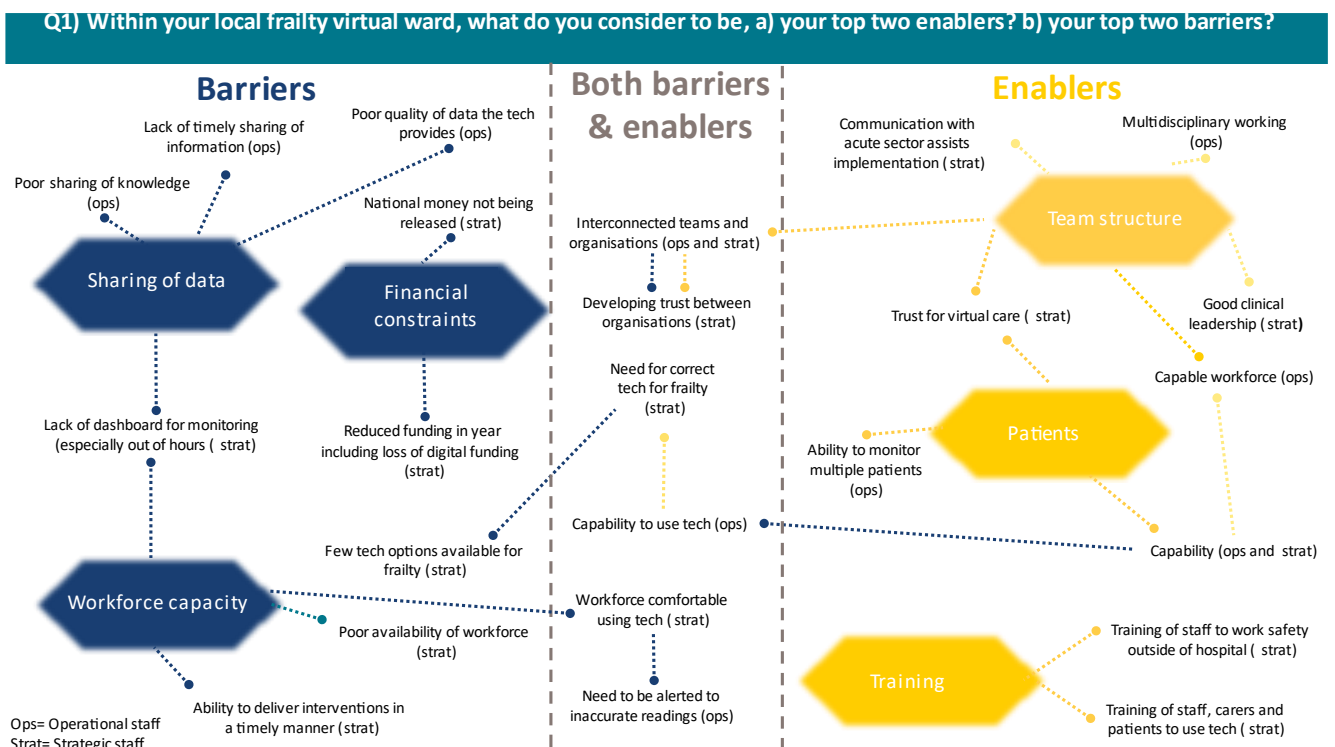 Q1) Within your local frailty virtual ward, what do you consider to be, a) your top two enablers? b) your top two barriers?
Barriers
Lack of timely sharing of
information (ops)
Poor quality of data the tech
provides (ops)
Poor sharing of knowledge
(ops)
National money not being
released (strat)
Sharing of data
Financial
constraints
Lack of dashboard for monitoring
(especially out of hours ( strat)
Reduced funding in year
including loss of digital funding
(strat)
Few tech options available for
frailty (strat)
Workforce capacity
Poor availability of workforce
(strat)
Ability to deliver interventions in
a timely manner (strat)
Ops= Operational staff
Strat= Strategic staff
Both barriers
& enablers
Interconnected teams and
organisations (ops and strat)
Developing trust between
organisations (strat)
Need for correct
tech for frailty
(strat)
Capability to use tech (ops)
Workforce comfortable
using tech ( strat)
Need to be alerted to
inaccurate readings (ops)
Enablers
Communication with
acute sector assists
implementation ( strat)
Multidisciplinary working
(ops)
Team structure
Trust for virtual care ( strat)
Good clinical
leadership ( strat)
Capable workforce (ops)
Patients
Ability to monitor
multiple patients
(ops)
Capability (ops and strat)
Training
Training of staff to work safety
outside of hospital ( strat)
Training of staff, carers and
patients to use tech ( strat)